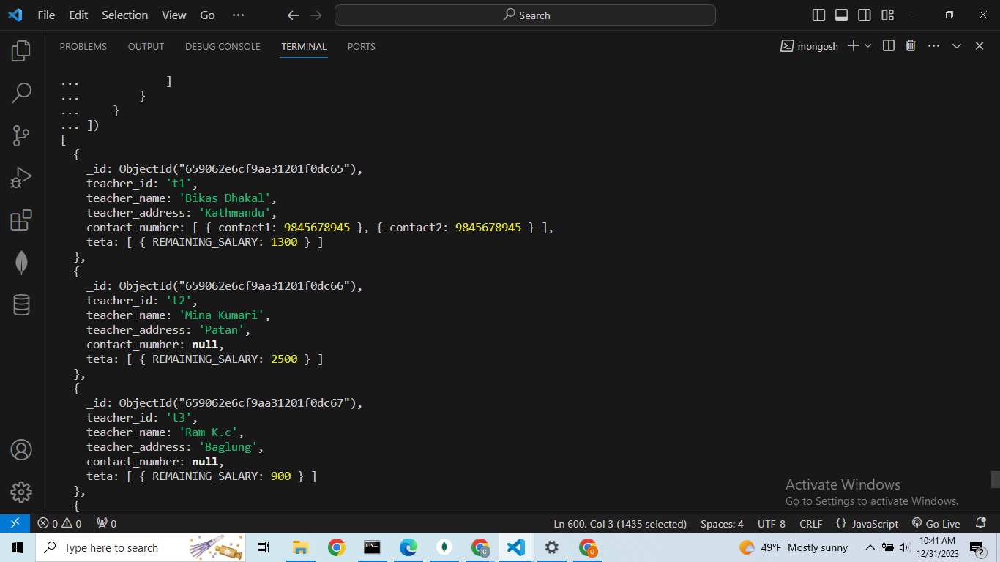 File Edit Selection View Go ··· Search
PROBLEMS OUTPUT DEBUG CONSOLE TERMINAL PORTS mongosh
... ]
... }
... }
... ])
[
{
_id: ObjectId("659062e6cf9aa31201f0dc65"),
teacher_id: 't1',
teacher_name: 'Bikas Dhakal',
teacher_address: 'Kathmandu',
contact_number: [ { contact1: 9845678945 }, { contact2: 9845678945 } ],
teta: [ { REMAINING_SALARY: 1300 } ]
},
{
_id: ObjectId("659062e6cf9aa31201f0dc66"),
teacher_id: 't2',
teacher_name: 'Mina Kumari',
teacher_address: 'Patan',
contact_number: null,
teta: [ { REMAINING_SALARY: 2500 } ]
},
{
_id: ObjectId("659062e6cf9aa31201f0dc67"),
teacher_id: 't3',
teacher_name: 'Ram K.c',
teacher_address: 'Baglung',
contact_number: null,
teta: [ { REMAINING_SALARY: 900 } ]
},
{
Activate Windows
Go to Settings to activate Windows.
0 0 0 Ln 600, Col 3 (1435 selected) Spaces: 4 UTF-8 CRLF {} JavaScript Go Live
Type here to search 49°F Mostly sunny 10:41 AM
12/31/2023 2